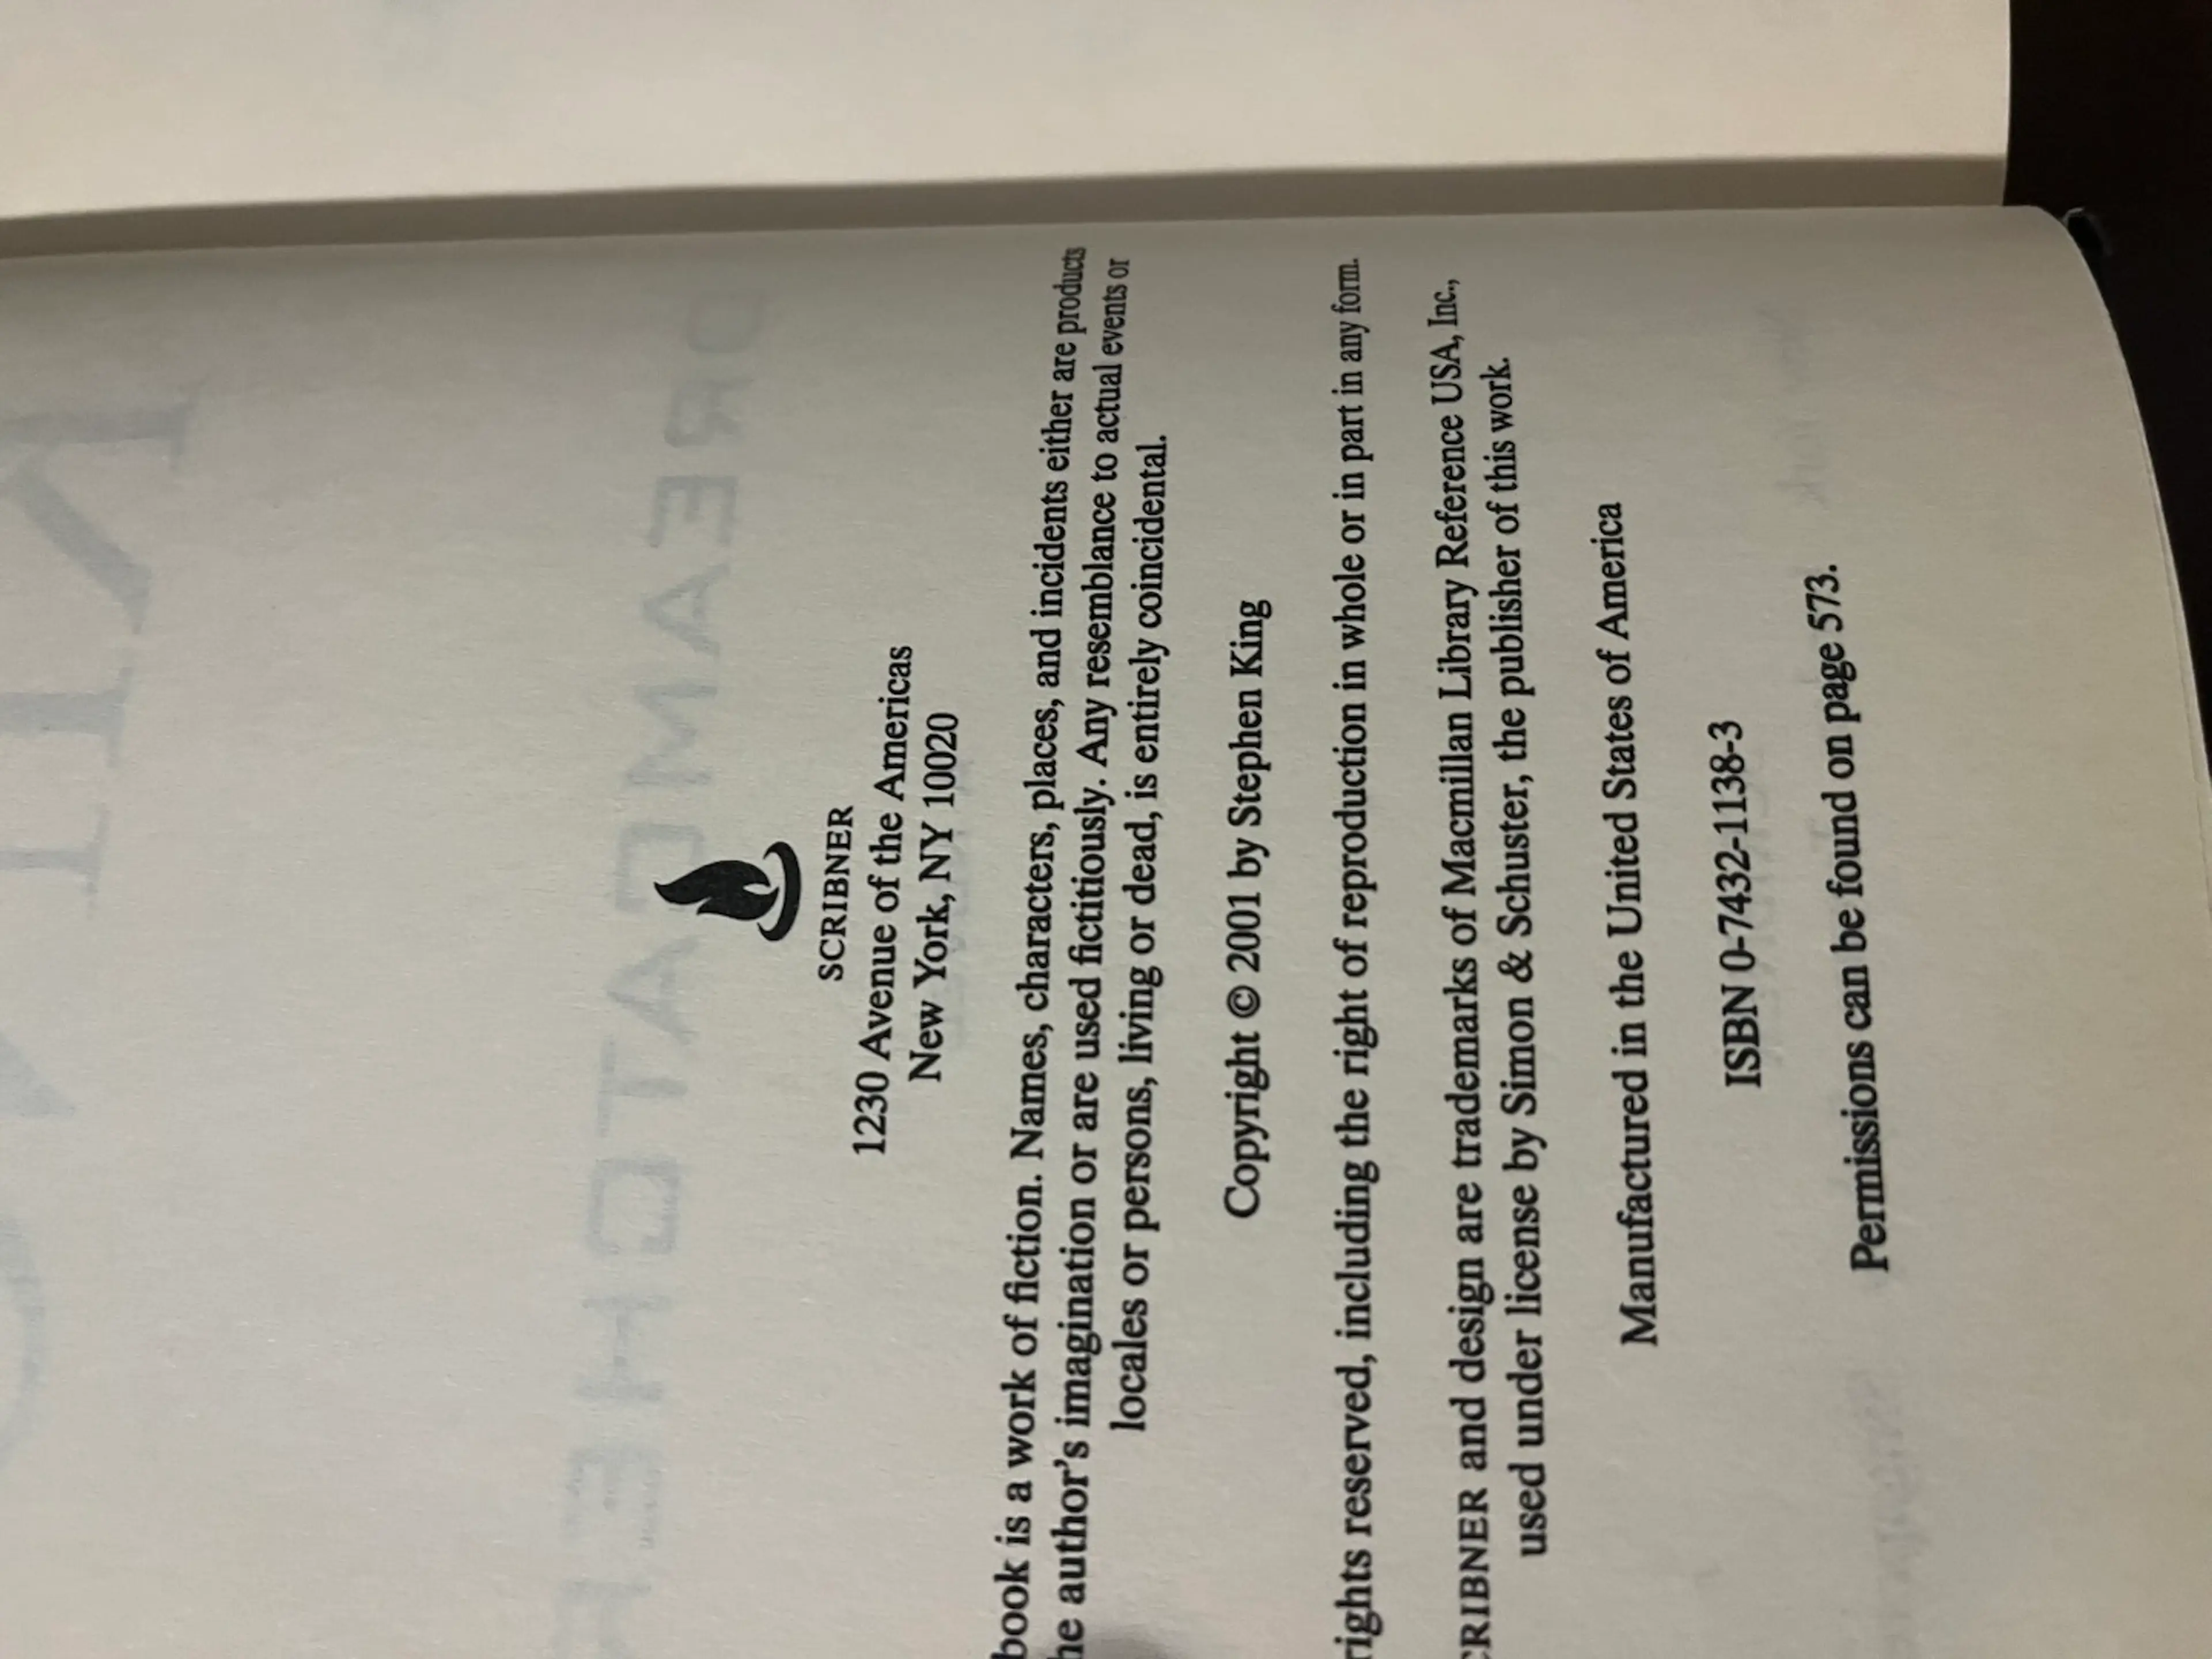 SCRIBNER
1230 Avenue of the Americas
New York, NY 10020
book is a work of fiction. Names, characters, places, and incidents either are products
he author's imagination or are used fictitiously. Any resemblance to actual events or
locales or persons, living or dead, is entirely coincidental.
Copyright © 2001 by Stephen King
rights reserved, including the right of reproduction in whole or in part in any form.
CRIBNER and design are trademarks of Macmillan Library Reference USA, Inc.,
used under license by Simon & Schuster, the publisher of this work.
Manufactured in the United States of America
ISBN 0-7432-1138-3
Permissions can be found on page 573.